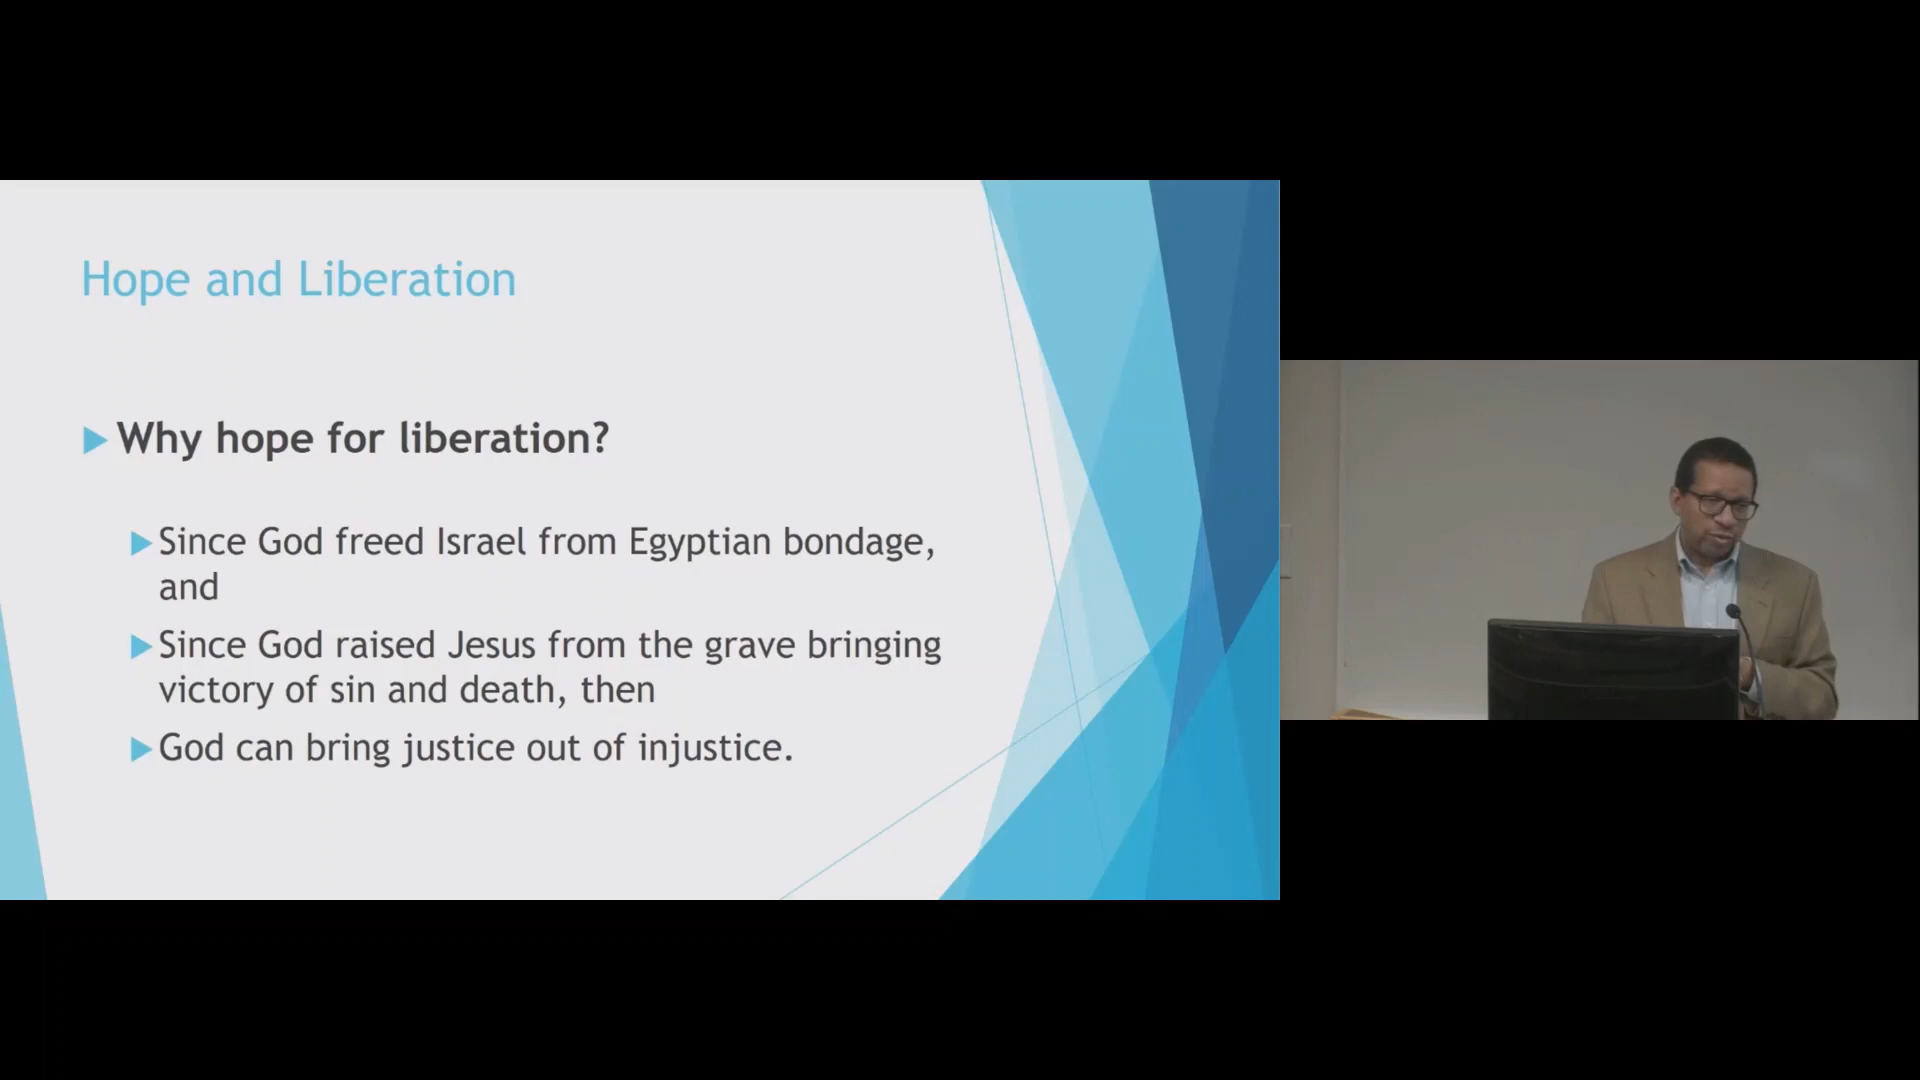 Hope and Liberation
Why hope for liberation?
Since God freed Israel from Egyptian bondage,
and
Since God raised Jesus from the grave bringing
victory of sin and death, then
God can bring justice out of injustice.